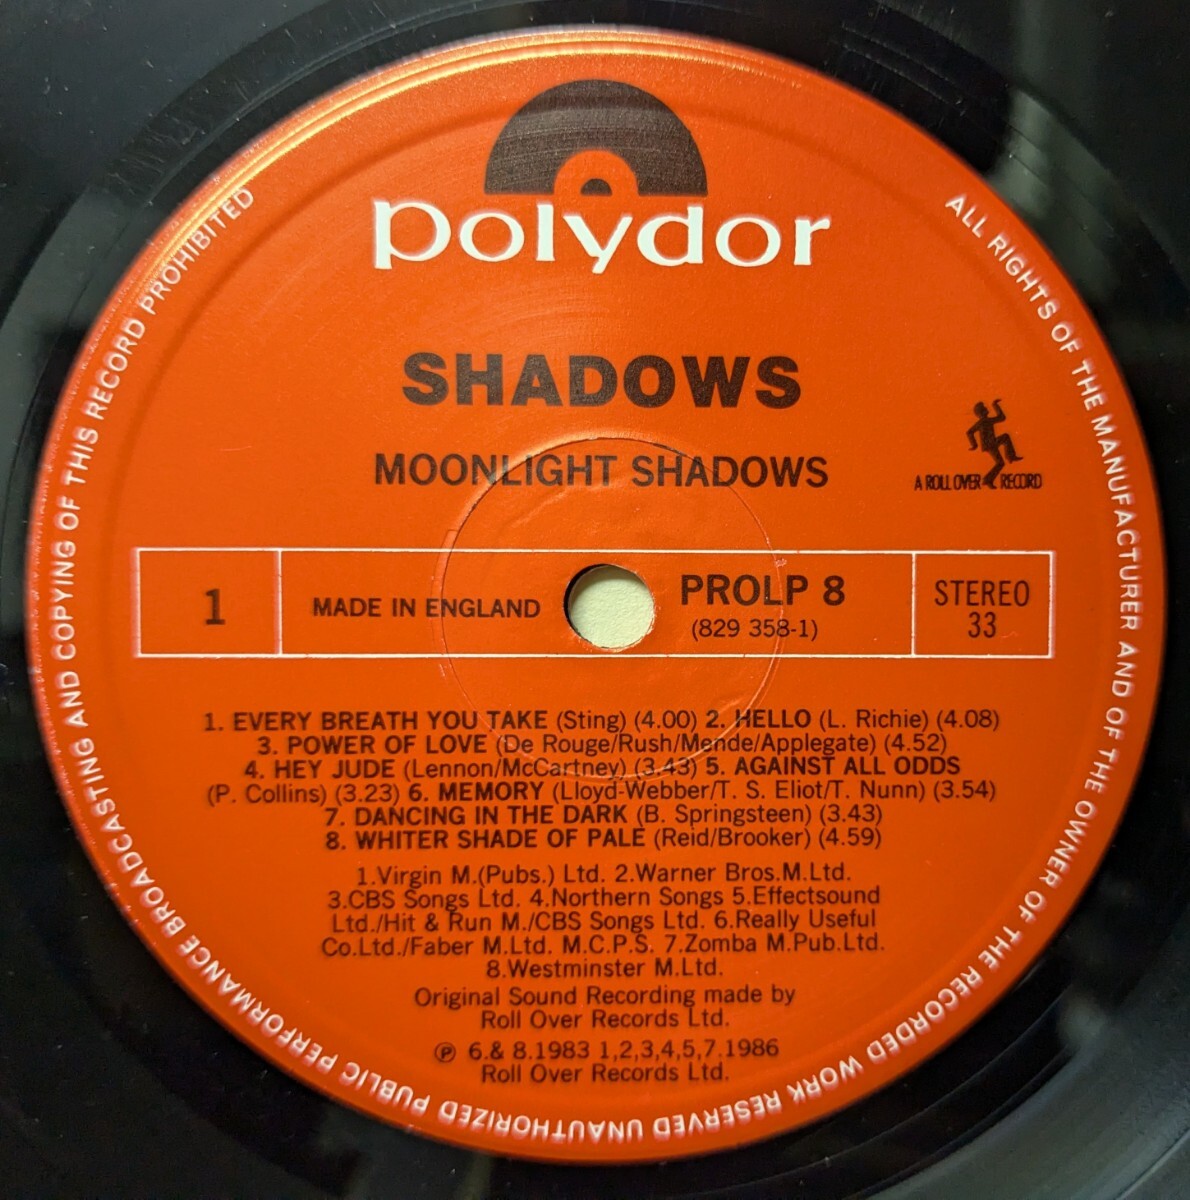 polydor
SHADOWS
MOONLIGHT SHADOWS
A ROLL OVER RECORD
1
MADE IN ENGLAND
PROLP 8
(829 358-1)
STEREO
33
1. EVERY BREATH YOU TAKE (Sting) (4.00) 2. HELLO (L. Richie) (4.08)
3. POWER OF LOVE (De Rouge/Rush/Mende/Applegate) (4.52)
4. HEY JUDE (Lennon/McCartney) (3.43) 5. AGAINST ALL ODDS
(P. Collins) (3.23) 6. MEMORY (Lloyd-Webber/T. S. Eliot/T. Nunn) (3.54)
7. DANCING IN THE DARK (B. Springsteen) (3.43)
8. WHITER SHADE OF PALE (Reid/Brooker) (4.59)
1.Virgin M.(Pubs.) Ltd. 2.Warner Bros.M.Ltd.
3.CBS Songs Ltd. 4.Northern Songs 5.Effectsound
Ltd./Hit & Run M./CBS Songs Ltd. 6.Really Useful
Co.Ltd./Faber M.Ltd. M.C.P.S. 7.Zomba M.Pub.Ltd.
8.Westminster M.Ltd.
Original Sound Recording made by
Roll Over Records Ltd.
℗ 6.& 8.1983 1,2,3,4,5,7.1986
Roll Over Records Ltd.
ALL RIGHTS OF THE MANUFACTURER AND OF THE OWNER OF THE RECORDED WORK RESERVED UNAUTHORIZED PUBLIC PERFORMANCE BROADCASTING AND COPYING OF THIS RECORD PROHIBITED